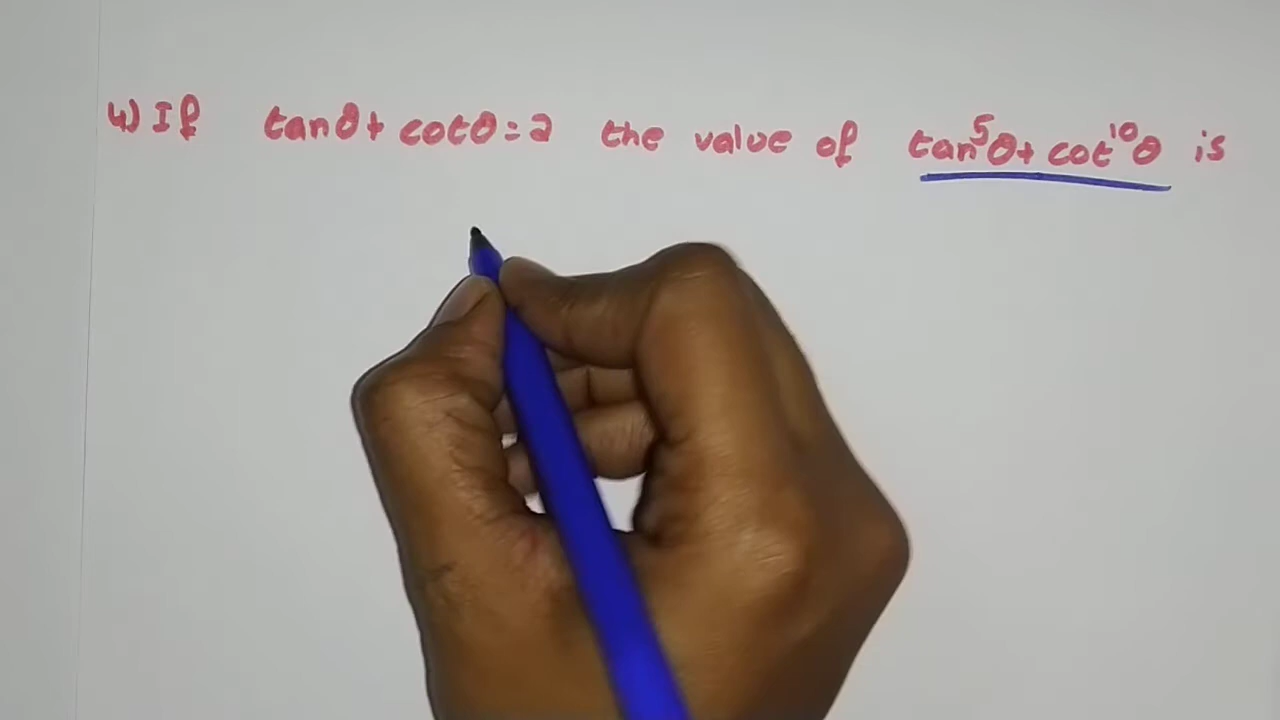 4) If tanθ + cotθ = 2 the value of tan⁵θ + cot¹⁰θ is